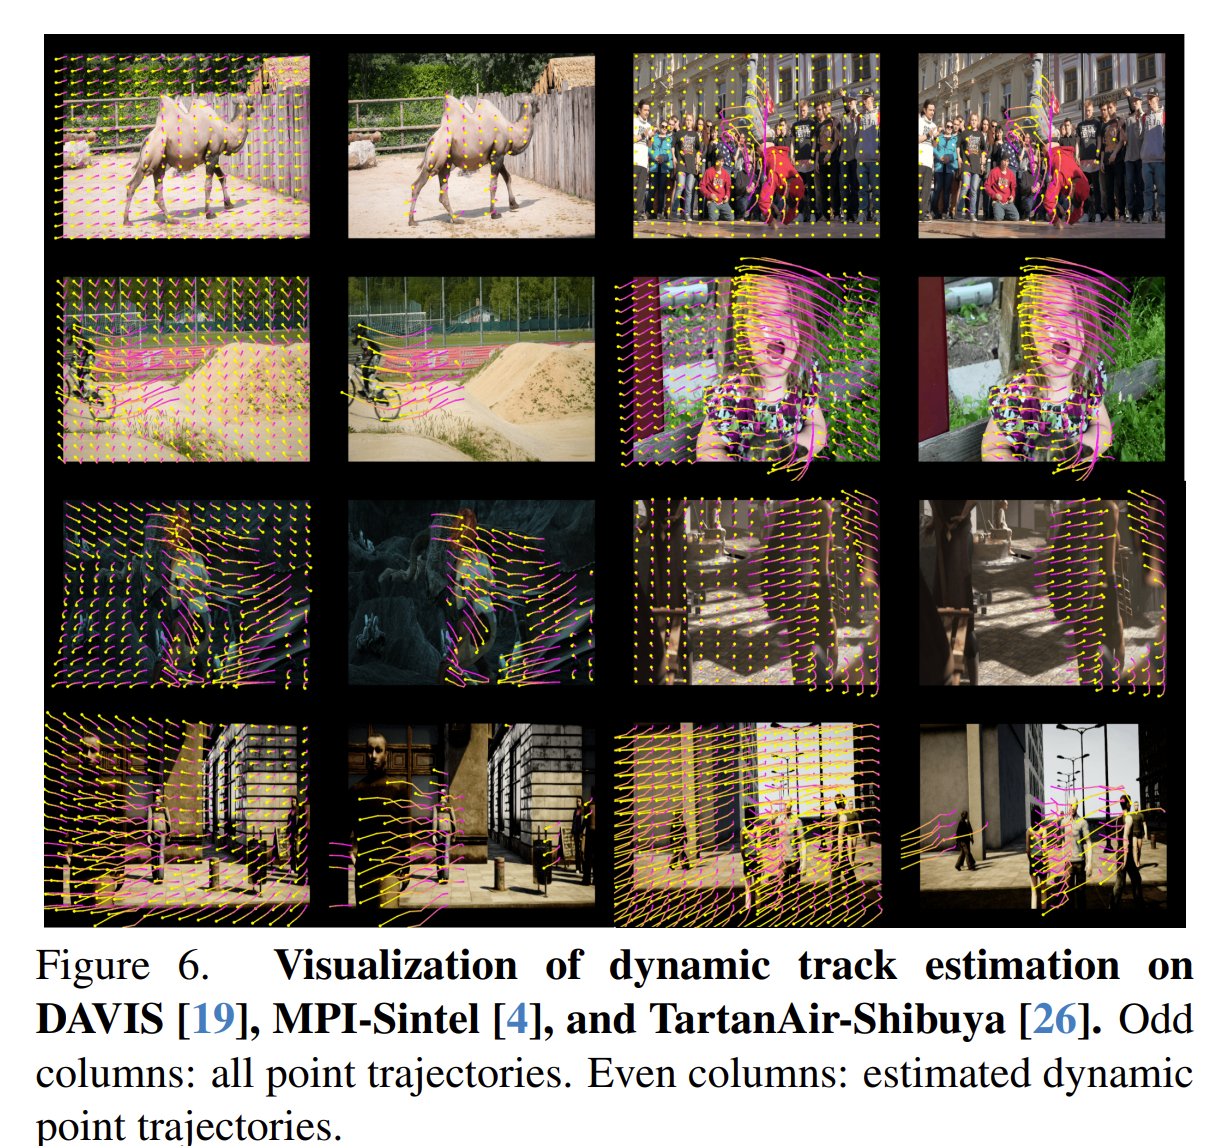 Figure 6. Visualization of dynamic track estimation on
DAVIS [19], MPI-Sintel [4], and TartanAir-Shibuya [26]. Odd
columns: all point trajectories. Even columns: estimated dynamic
point trajectories.